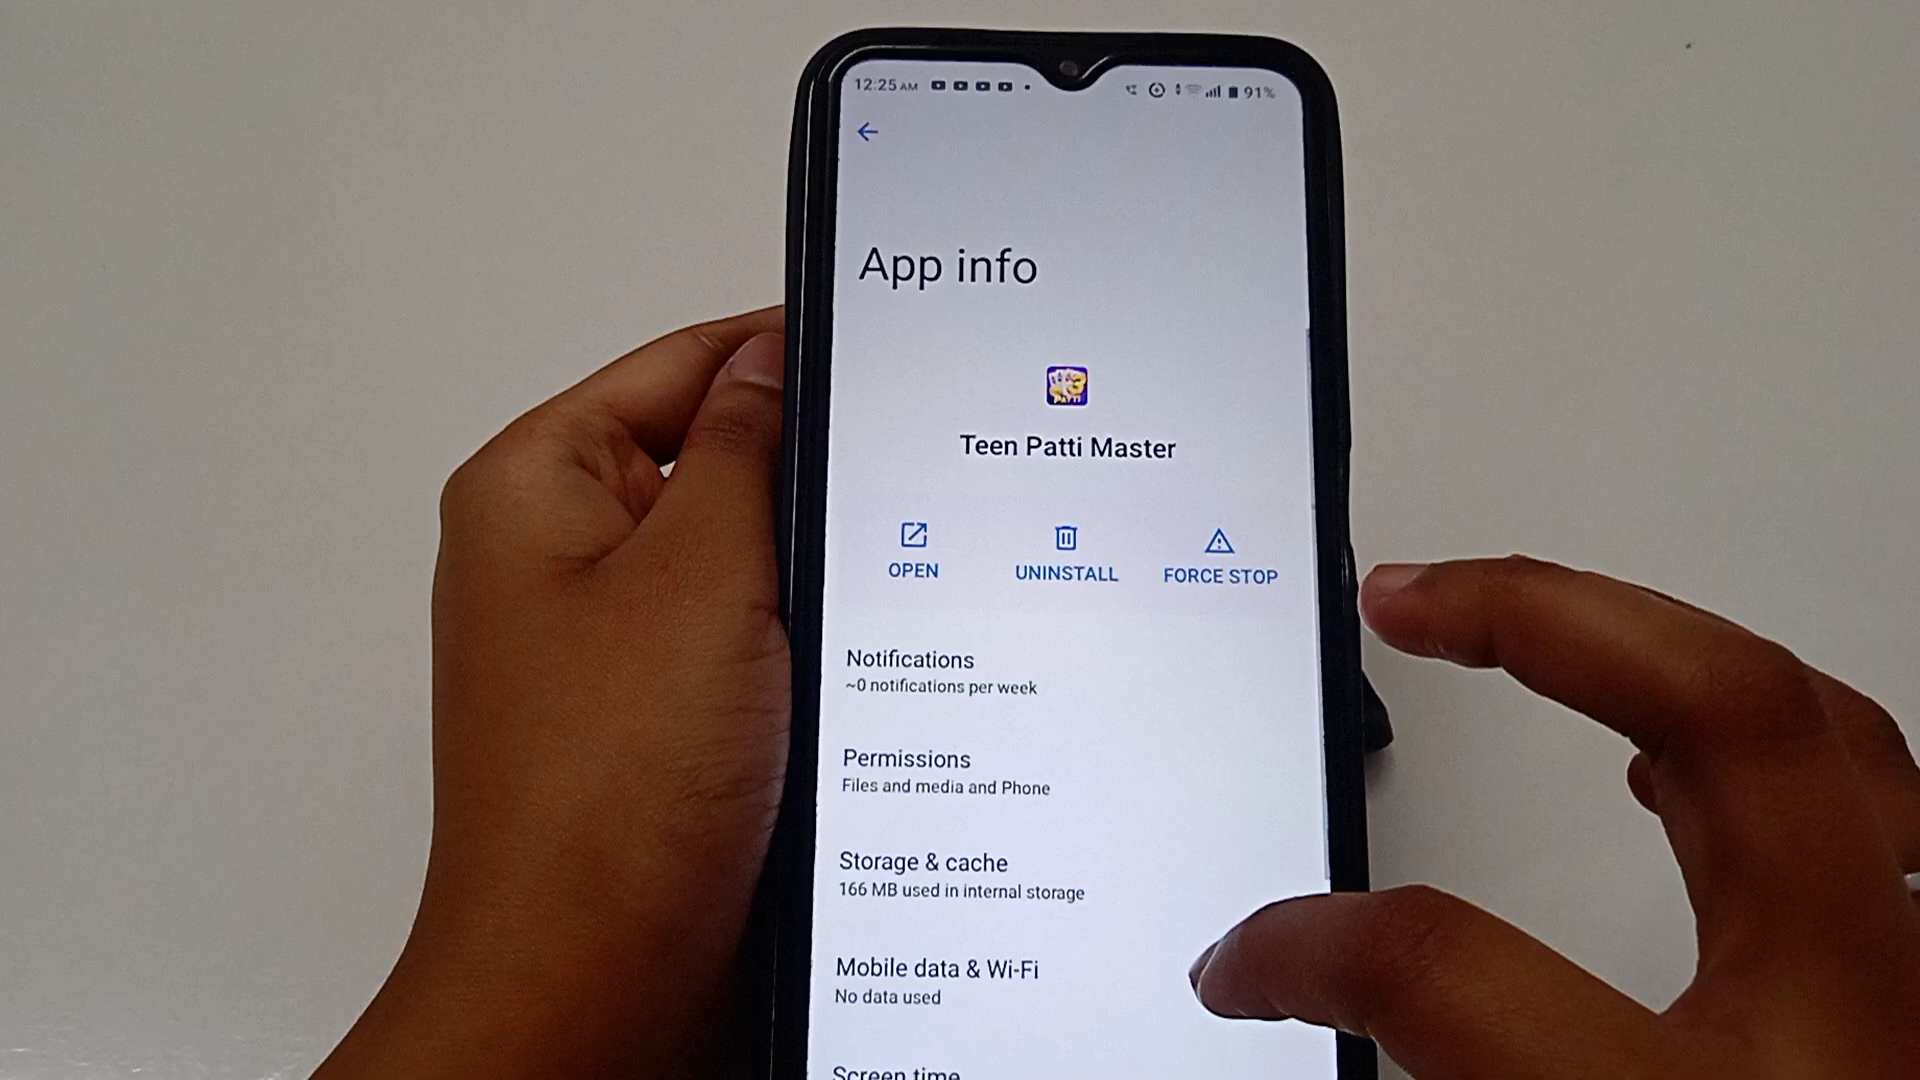 12:25 AM
91%
App info
3
PATTI
Teen Patti Master
OPEN
UNINSTALL
FORCE STOP
Notifications
~0 notifications per week
Permissions
Files and media and Phone
Storage & cache
166 MB used in internal storage
Mobile data & Wi-Fi
No data used
Screen time